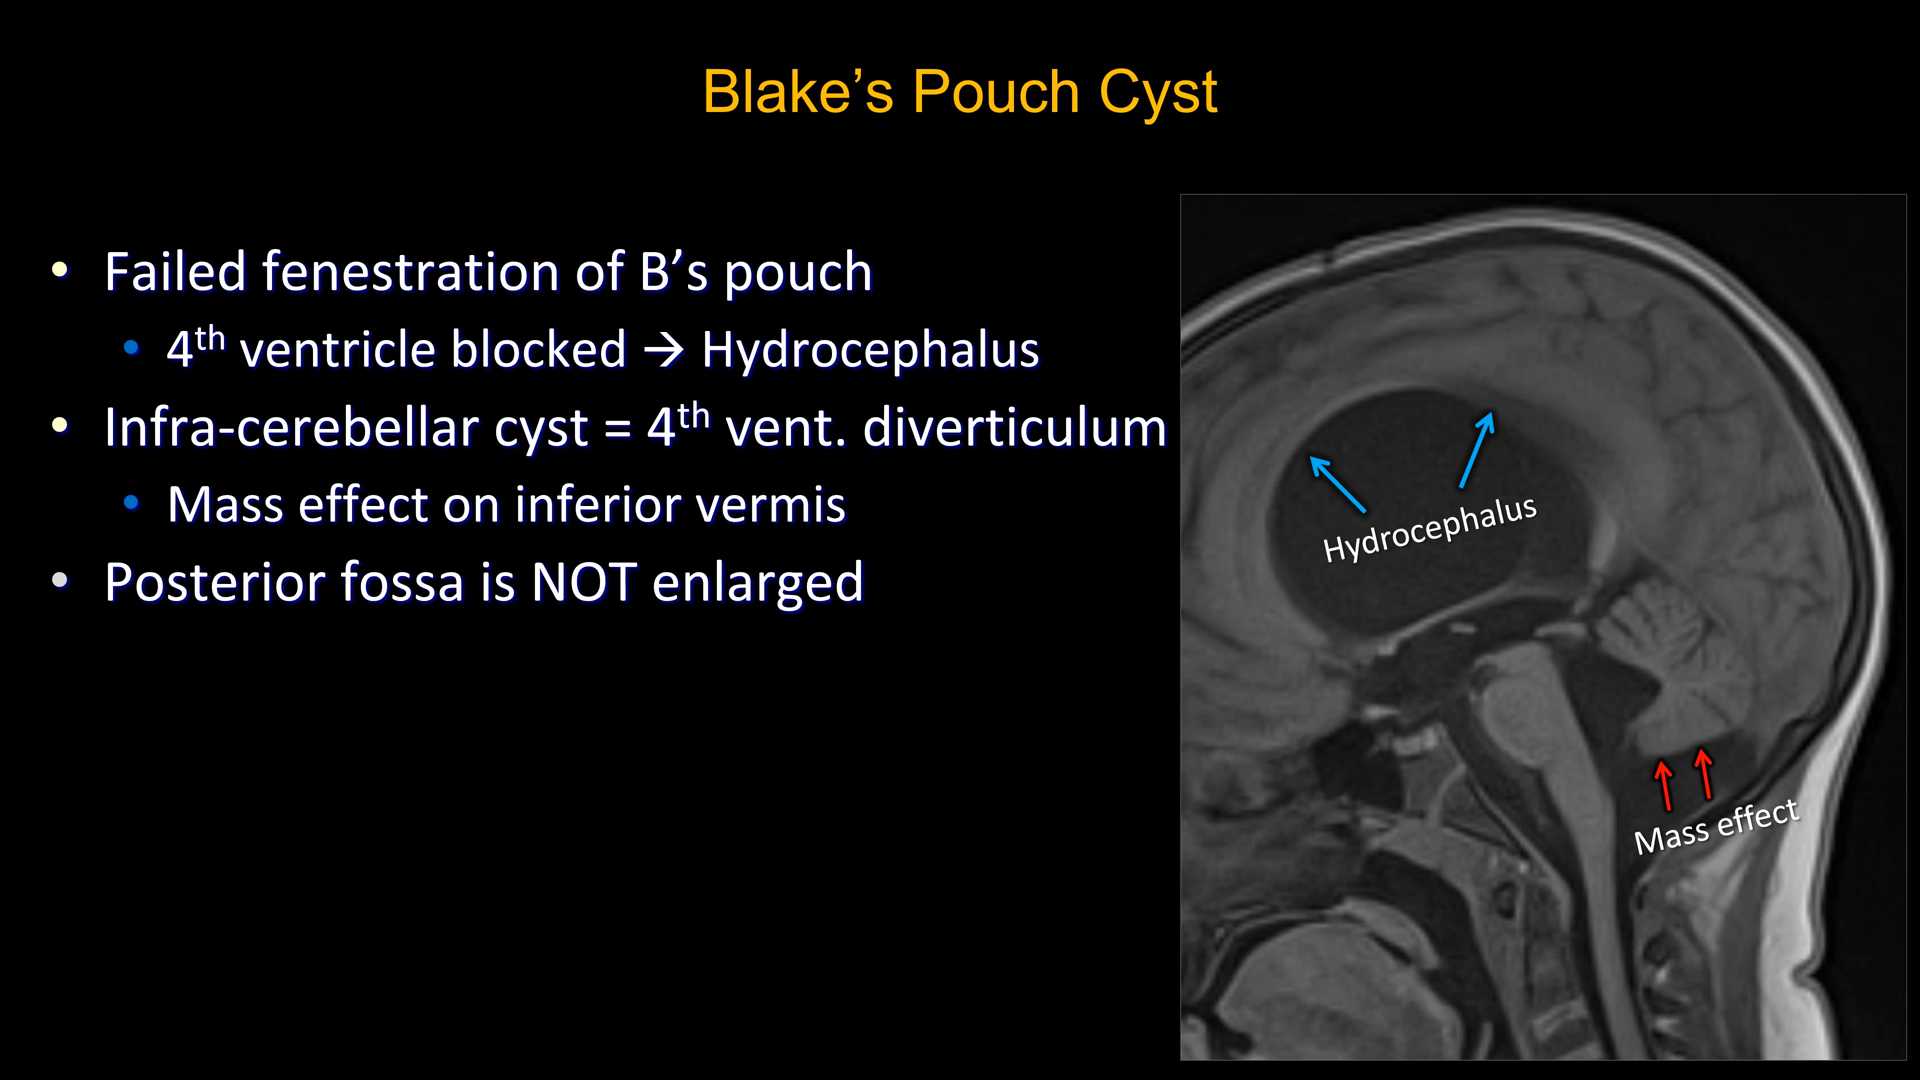 Blake’s Pouch Cyst
• Failed fenestration of B’s pouch
• 4th ventricle blocked → Hydrocephalus
• Infra-cerebellar cyst = 4th vent. diverticulum
• Mass effect on inferior vermis
• Posterior fossa is NOT enlarged
Hydrocephalus
Mass effect